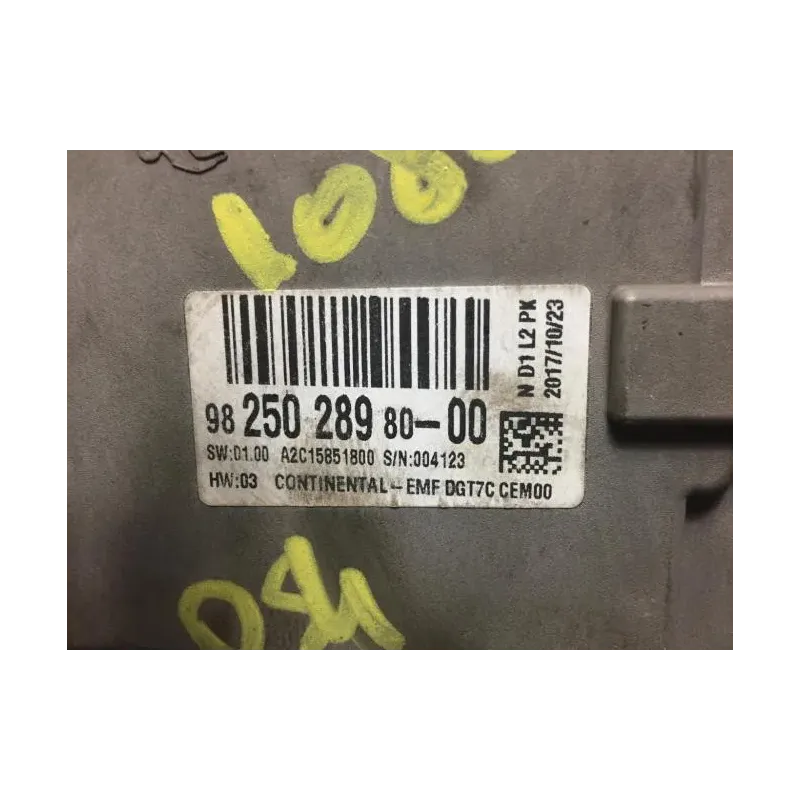 98 250 289 80-00
SW:01.00 A2C15851800 S/N:004123
HW:03 CONTINENTAL-EMF DGT7C CEM00
N D1 L2 PK
2017/10/23